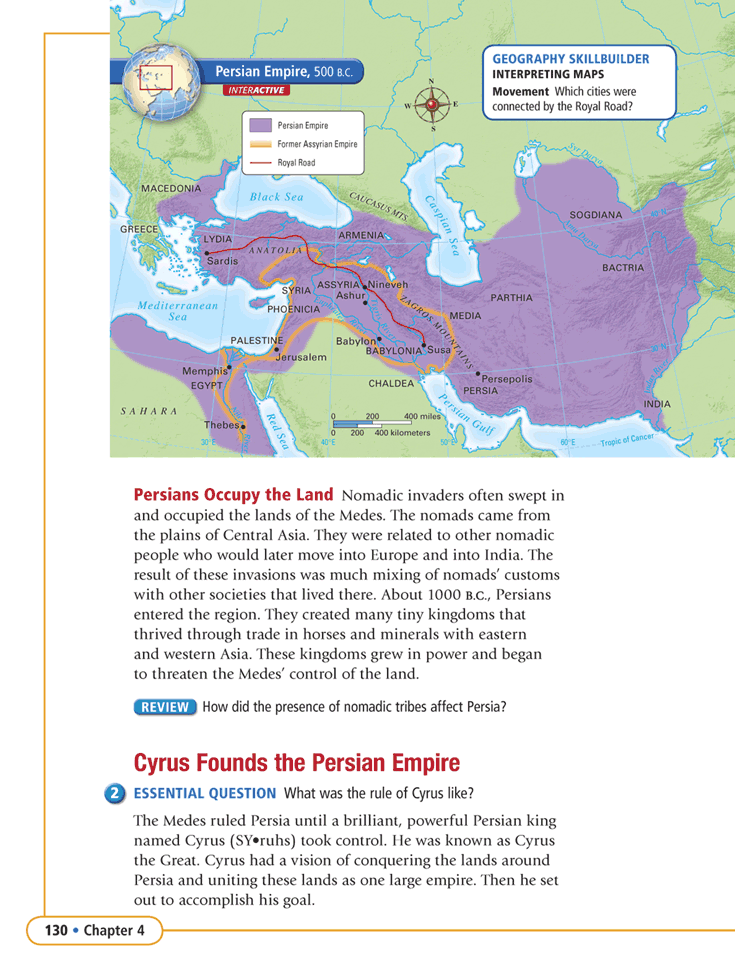 Persian Empire, 500 B.C.
INTERACTIVE
GEOGRAPHY SKILLBUILDER
INTERPRETING MAPS
Movement Which cities were
connected by the Royal Road?
N
W
E
S
Persian Empire
Former Assyrian Empire
Royal Road
MACEDONIA
Black Sea
CAUCASUS MTS.
Caspian Sea
Syr Darya
Amu Darya
SOGDIANA
40°N
GREECE
LYDIA
ANATOLIA
ARMENIA
Sardis
BACTRIA
SYRIA
ASSYRIA
Nineveh
Ashur
PARTHIA
Mediterranean
Sea
PHOENICIA
ZAGROS MOUNTAINS
MEDIA
PALESTINE
Babylon
BABYLONIA
Susa
Jerusalem
30°N
Memphis
EGYPT
CHALDEA
Persepolis
PERSIA
INDIA
SAHARA
Thebes
Red Sea
Persian Gulf
0 200 400 miles
0 200 400 kilometers
30°E
40°E
50°E
60°E
Tropic of Cancer
Persians Occupy the Land Nomadic invaders often swept in
and occupied the lands of the Medes. The nomads came from
the plains of Central Asia. They were related to other nomadic
people who would later move into Europe and into India. The
result of these invasions was much mixing of nomads’ customs
with other societies that lived there. About 1000 B.C., Persians
entered the region. They created many tiny kingdoms that
thrived through trade in horses and minerals with eastern
and western Asia. These kingdoms grew in power and began
to threaten the Medes’ control of the land.
REVIEW How did the presence of nomadic tribes affect Persia?
Cyrus Founds the Persian Empire
2 ESSENTIAL QUESTION What was the rule of Cyrus like?
The Medes ruled Persia until a brilliant, powerful Persian king
named Cyrus (SY•ruhs) took control. He was known as Cyrus
the Great. Cyrus had a vision of conquering the lands around
Persia and uniting these lands as one large empire. Then he set
out to accomplish his goal.
130 • Chapter 4